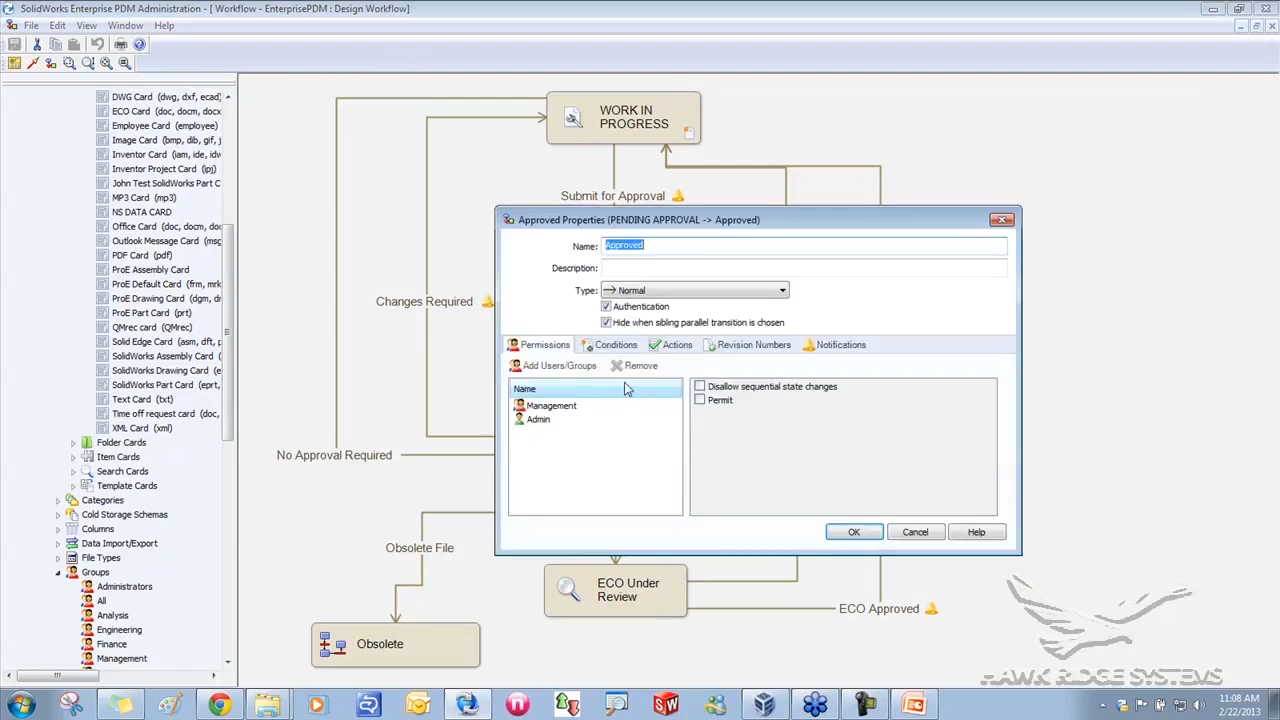 SolidWorks Enterprise PDM Administration - [ Workflow - EnterprisePDM : Design Workflow]
File Edit View Window Help
DWG Card (dwg, dxf, ecad)
ECO Card (doc, docm, docx
Employee Card (employee)
Image Card (bmp, dib, gif, j
Inventor Card (iam, ide, idw
Inventor Project Card (ipj)
John Test SolidWorks Part C
MP3 Card (mp3)
NS DATA CARD
Office Card (doc, docm, doc
Outlook Message Card (msg
PDF Card (pdf)
ProE Assembly Card
ProE Default Card (frm, mrk
ProE Drawing Card (dgm, dr
ProE Part Card (prt)
QMrec card (QMrec)
Solid Edge Card (asm, dft, p
SolidWorks Assembly Card (
SolidWorks Drawing Card (e
SolidWorks Part Card (eprt,
Text Card (txt)
Time off request card (doc,
XML Card (xml)
Folder Cards
Item Cards
Search Cards
Template Cards
Categories
Cold Storage Schemas
Columns
Data Import/Export
File Types
Groups
Administrators
All
Analysis
Engineering
Finance
Management
WORK IN
PROGRESS
Submit for Approval
Changes Required
No Approval Required
Obsolete File
Obsolete
ECO Under
Review
ECO Approved
Approved Properties (PENDING APPROVAL -> Approved)
Name: Approved
Description:
Type: Normal
Authentication
Hide when sibling parallel transition is chosen
Permissions Conditions Actions Revision Numbers Notifications
Add Users/Groups Remove
Name
Management
Admin
Disallow sequential state changes
Permit
OK Cancel Help
HAWK RIDGE SYSTEMS
11:08 AM
2/22/2013